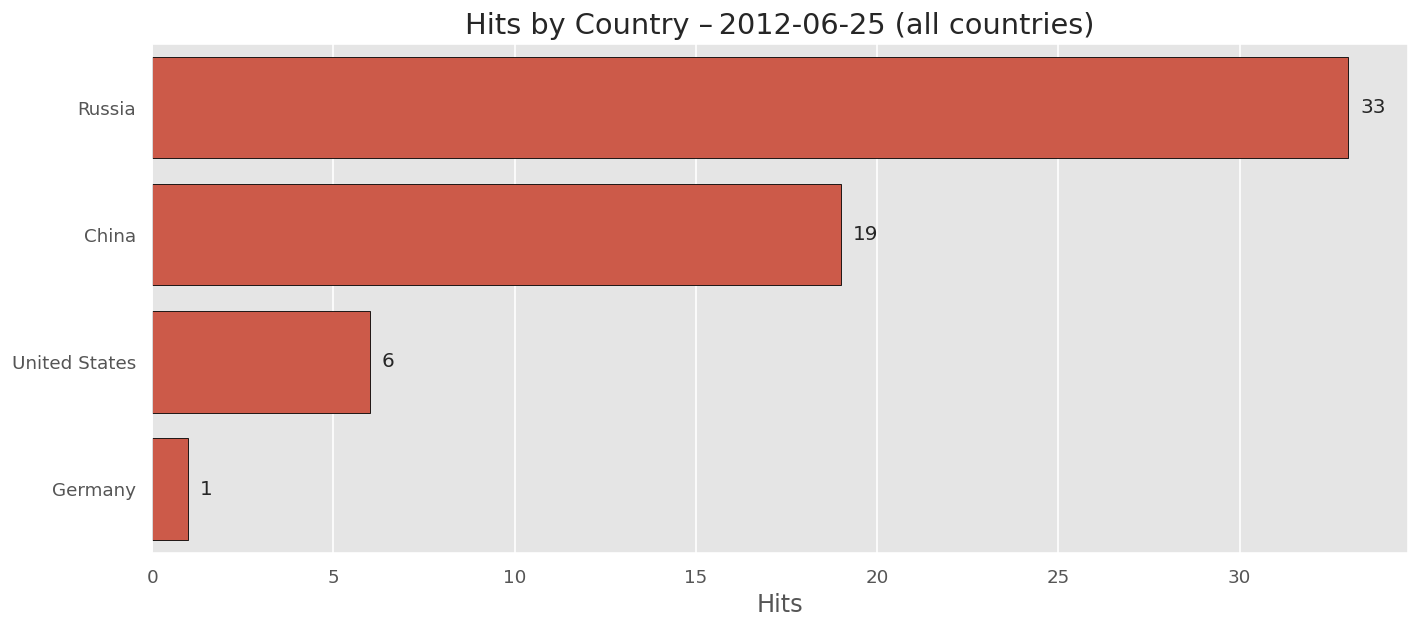 Hits by Country – 2012-06-25 (all countries)
Russia
33
China
19
United States
6
Germany
1
0 5 10 15 20 25 30
Hits